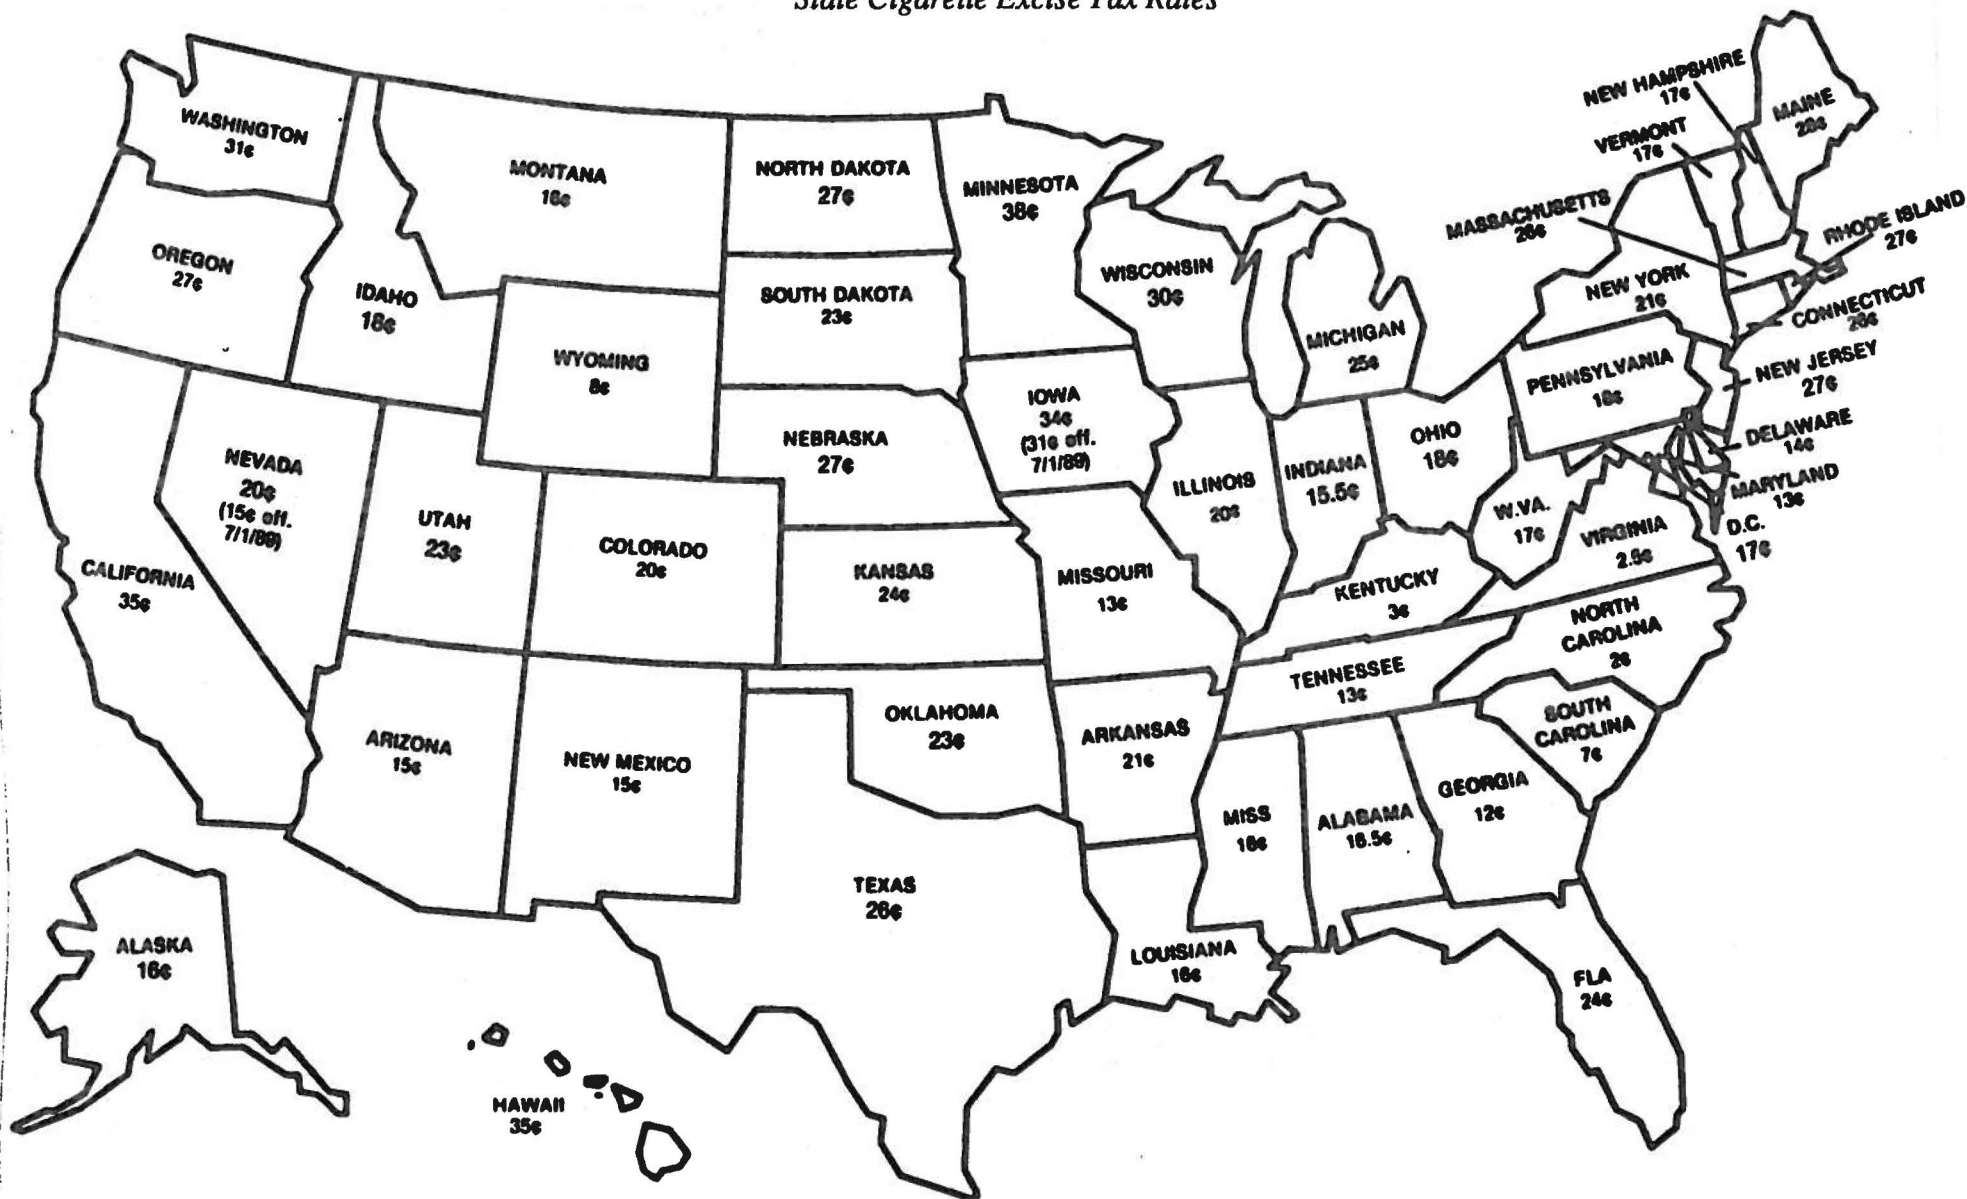 State Cigarette Excise Tax Rates
WASHINGTON
31¢
MONTANA
16¢
NORTH DAKOTA
27¢
MINNESOTA
38¢
NEW HAMPSHIRE
17¢
MAINE
28¢
VERMONT
17¢
MASSACHUSETTS
26¢
RHODE ISLAND
27¢
OREGON
27¢
IDAHO
18¢
WYOMING
8¢
SOUTH DAKOTA
23¢
WISCONSIN
30¢
MICHIGAN
25¢
NEW YORK
21¢
CONNECTICUT
26¢
PENNSYLVANIA
18¢
NEW JERSEY
27¢
NEVADA
20¢
(15¢ eff.
7/1/89)
UTAH
23¢
COLORADO
20¢
NEBRASKA
27¢
IOWA
34¢
(31¢ eff.
7/1/89)
ILLINOIS
20¢
INDIANA
15.5¢
OHIO
18¢
DELAWARE
14¢
MARYLAND
13¢
D.C.
17¢
W.VA.
17¢
VIRGINIA
2.5¢
CALIFORNIA
35¢
KANSAS
24¢
MISSOURI
13¢
KENTUCKY
3¢
NORTH
CAROLINA
2¢
TENNESSEE
13¢
SOUTH
CAROLINA
7¢
ARIZONA
15¢
NEW MEXICO
15¢
OKLAHOMA
23¢
ARKANSAS
21¢
MISS
18¢
ALABAMA
16.5¢
GEORGIA
12¢
TEXAS
26¢
LOUISIANA
16¢
FLA
24¢
ALASKA
16¢
HAWAII
35¢